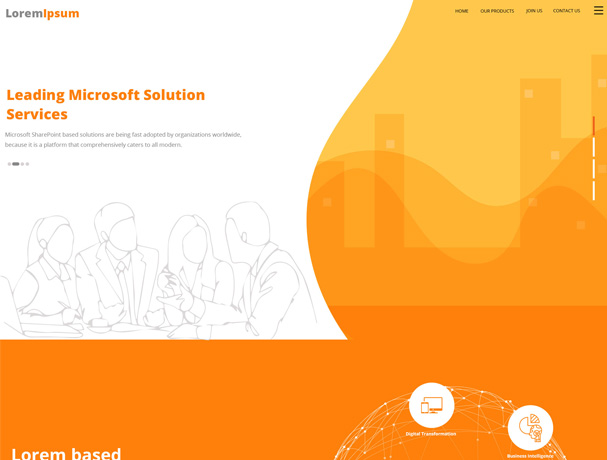 LoremIpsum
HOME OUR PRODUCTS JOIN US CONTACT US
Leading Microsoft Solution
Services
Microsoft SharePoint based solutions are being fast adopted by organizations worldwide,
because it is a platform that comprehensively caters to all modern.
Digital Transformation
Business Intelligence
Lorem based